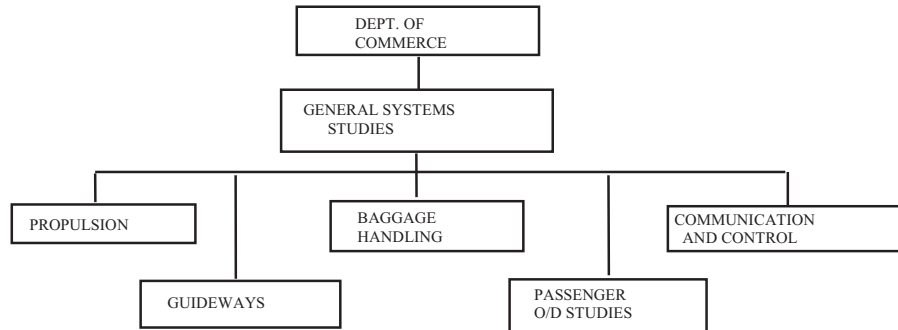 DEPT. OF
COMMERCE
GENERAL SYSTEMS
STUDIES
PROPULSION
BAGGAGE
HANDLING
COMMUNICATION
AND CONTROL
GUIDEWAYS
PASSENGER
O/D STUDIES